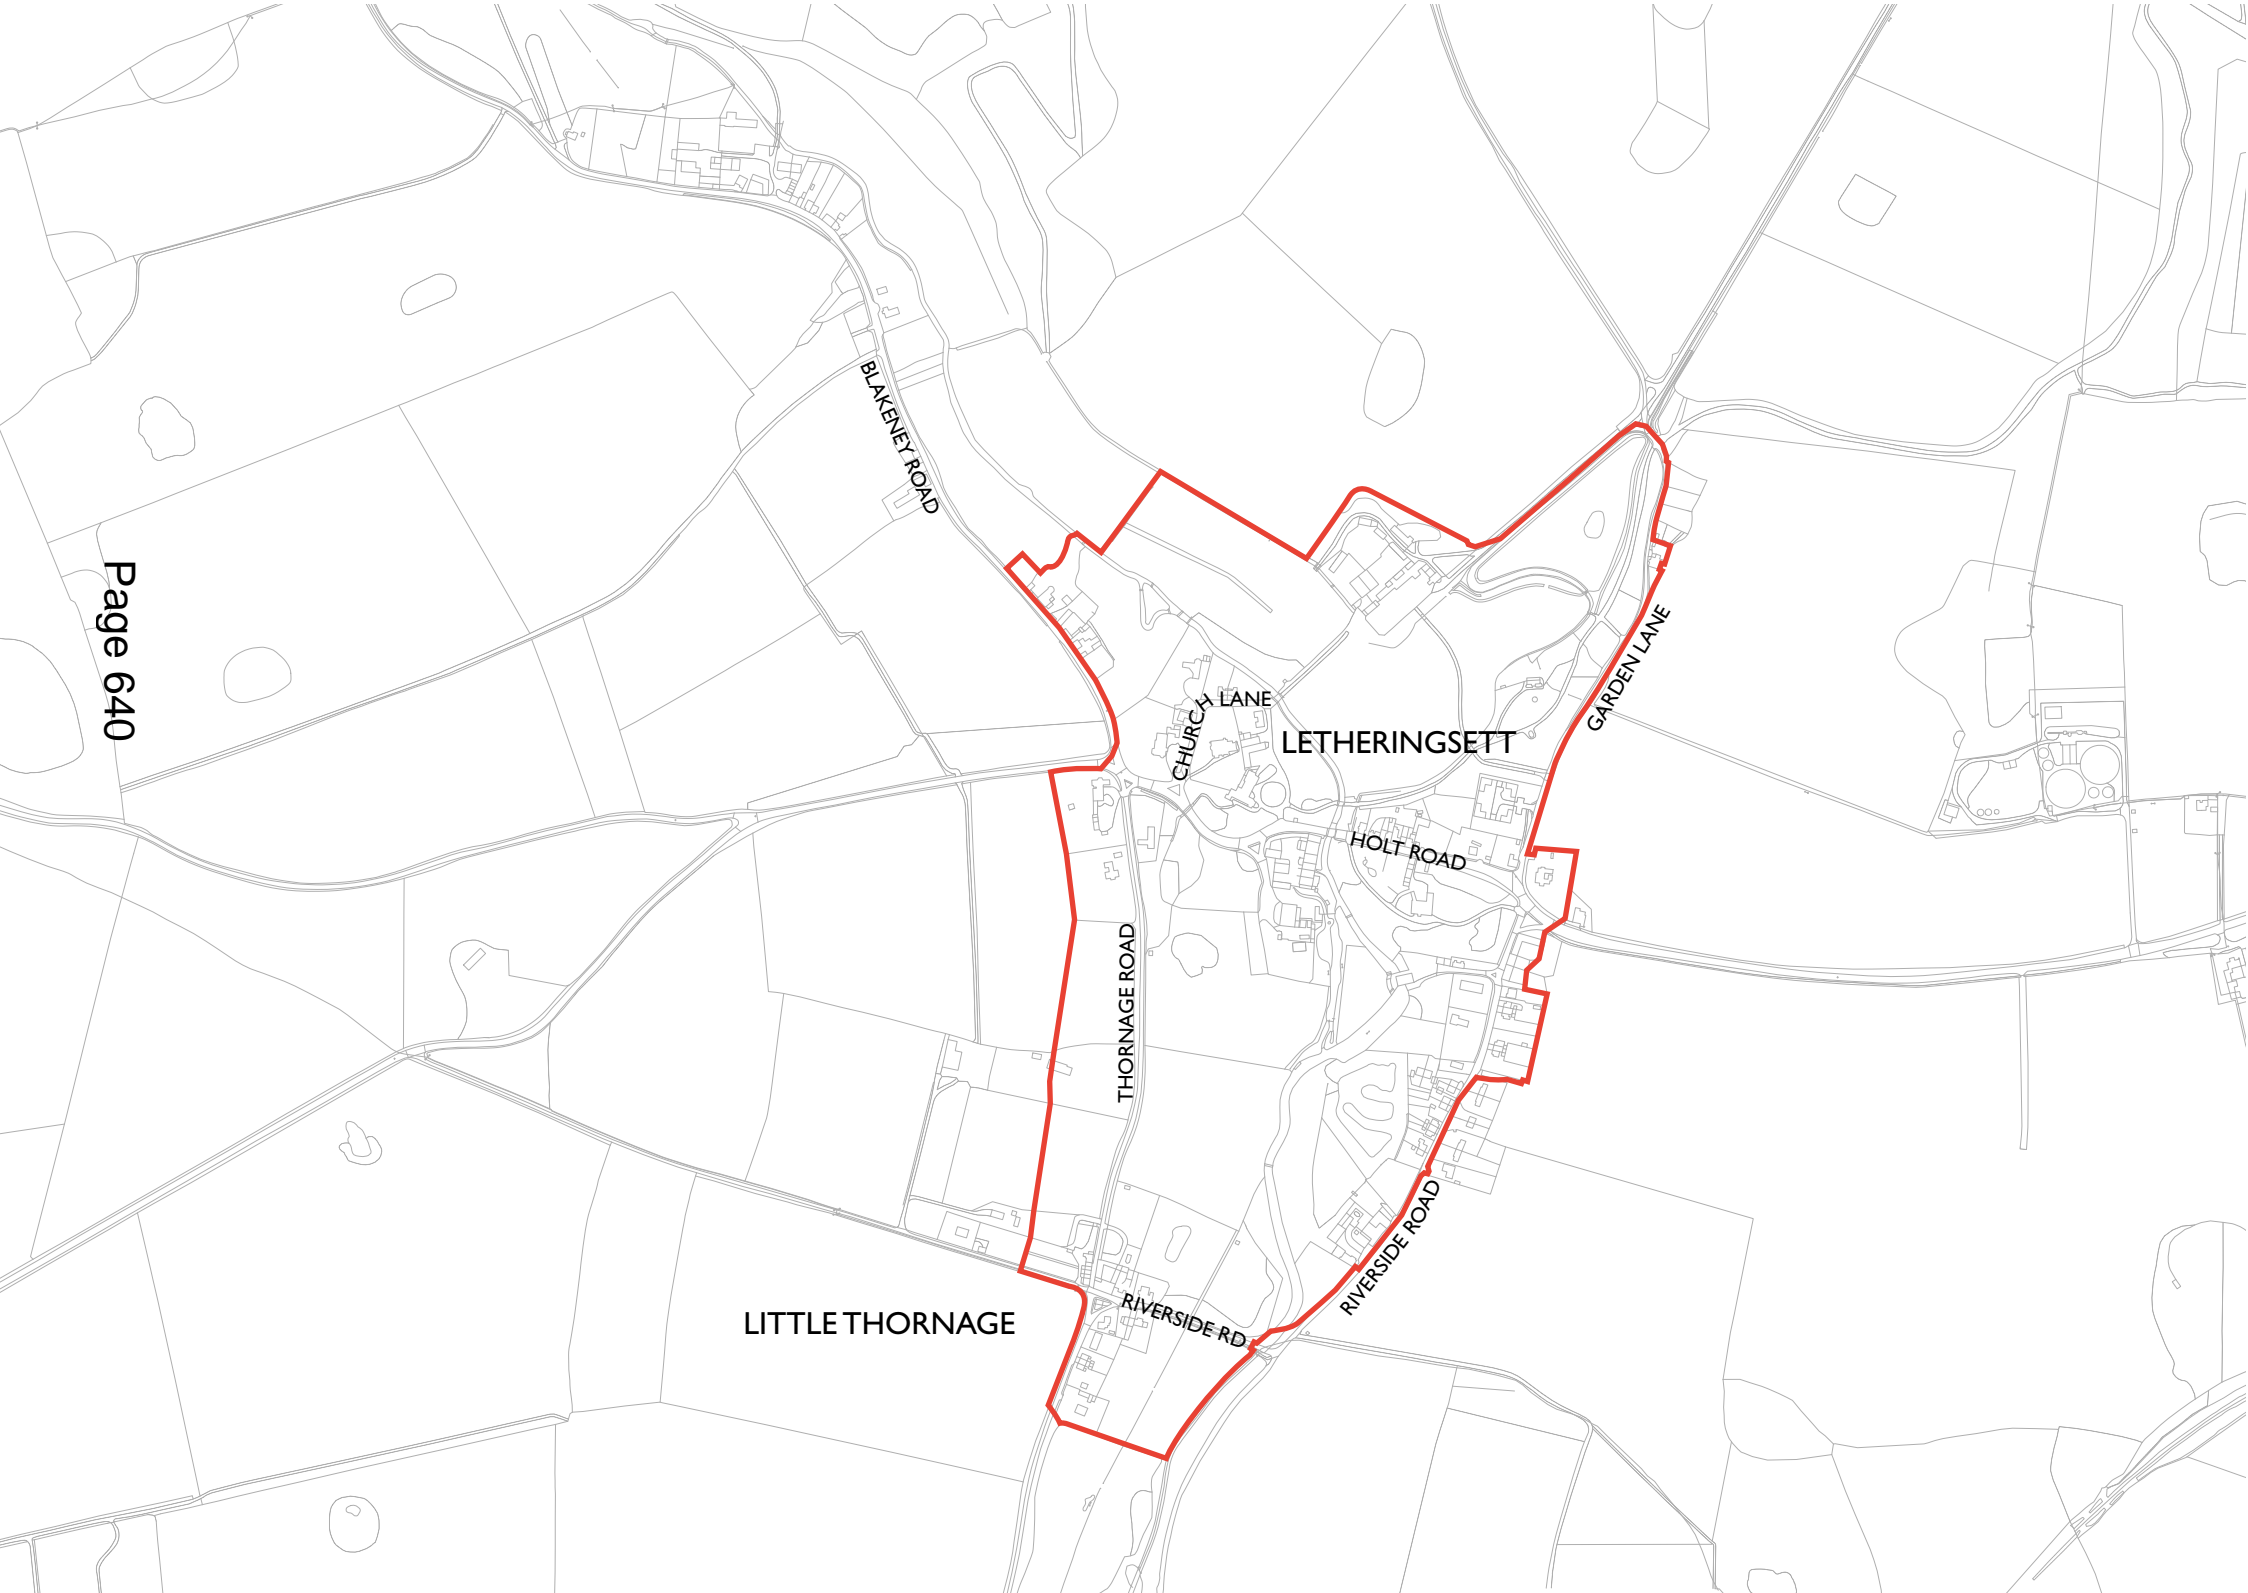 BLAKENEY ROAD
Page 640
GARDEN LANE
CHURCH LANE
LETHERINGSETT
HOLT ROAD
THORNAGE ROAD
RIVERSIDE ROAD
RIVERSIDE RD
LITTLE THORNAGE